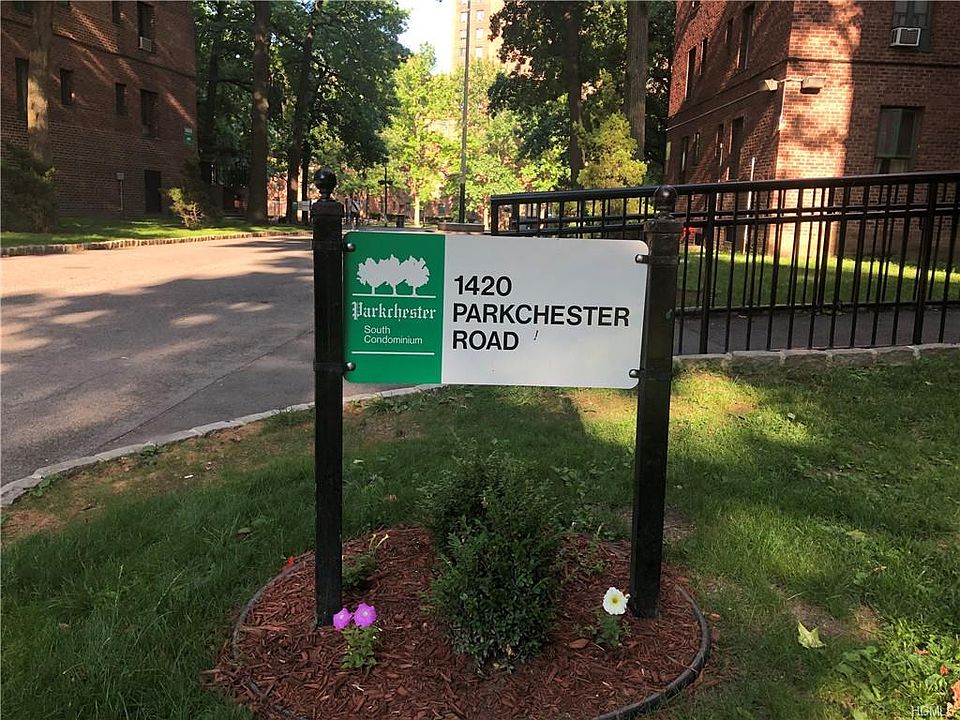 Parkchester
South
Condominium
1420
PARKCHESTER
ROAD
HGMLS